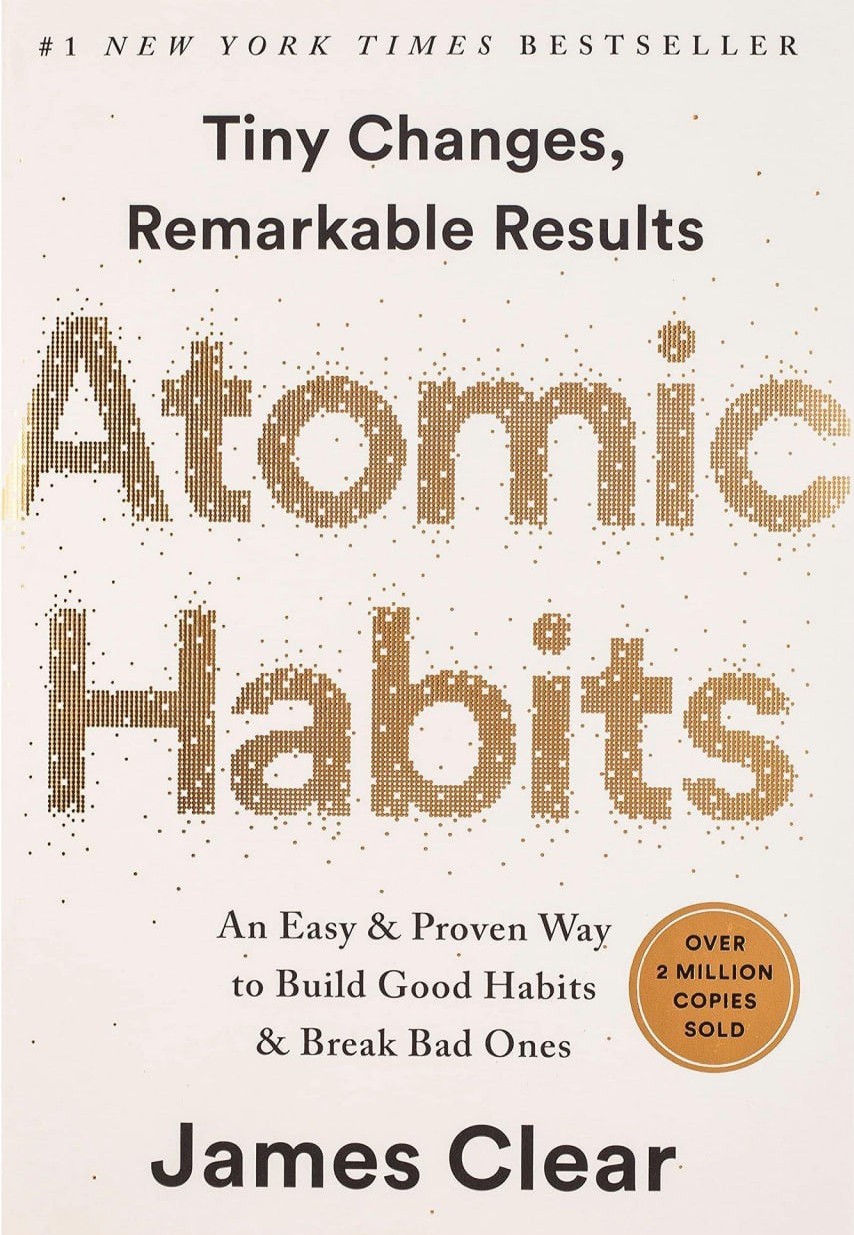 #1 NEW YORK TIMES BESTSELLER
Tiny Changes,
Remarkable Results
Atomic
Habits
An Easy & Proven Way
to Build Good Habits
& Break Bad Ones
OVER
2 MILLION
COPIES
SOLD
James Clear